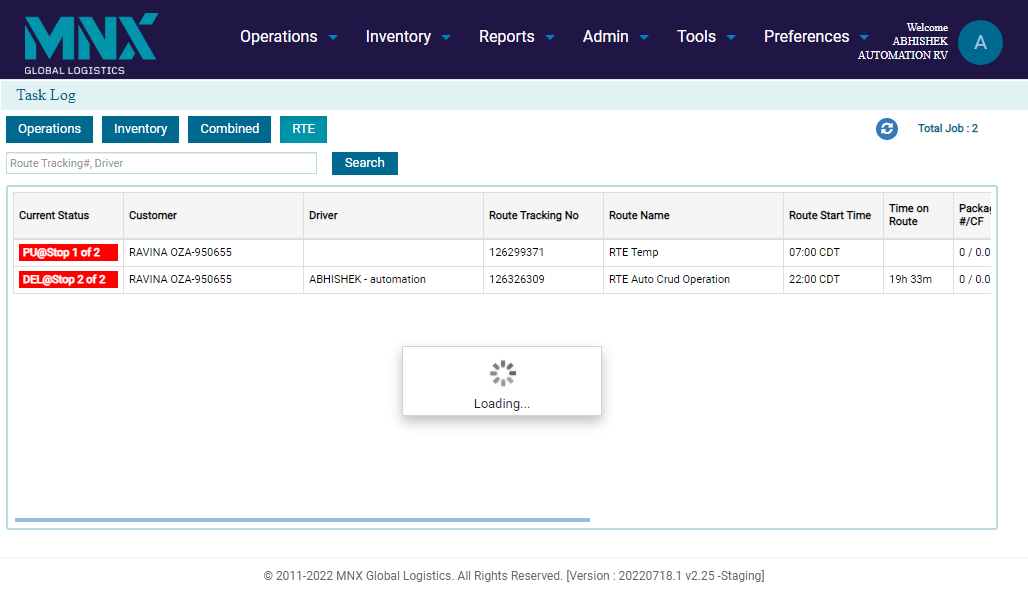 MNX
GLOBAL LOGISTICS
Operations Inventory Reports Admin Tools Preferences
Welcome
ABHISHEK
AUTOMATION RV
A
Task Log
Operations Inventory Combined RTE Total Job : 2
Route Tracking#, Driver Search
Current Status Customer Driver Route Tracking No Route Name Route Start Time Time on Route
#/CF
PU@Stop 1 of 2 RAVINA OZA-950655 126299371 RTE Temp 07:00 CDT 0 / 0.0
DEL@Stop 2 of 2 RAVINA OZA-950655 ABHISHEK - automation 126326309 RTE Auto Crud Operation 22:00 CDT 19h 33m 0 / 0.0
Loading...
© 2011-2022 MNX Global Logistics. All Rights Reserved. [Version : 20220718.1 v2.25 -Staging]